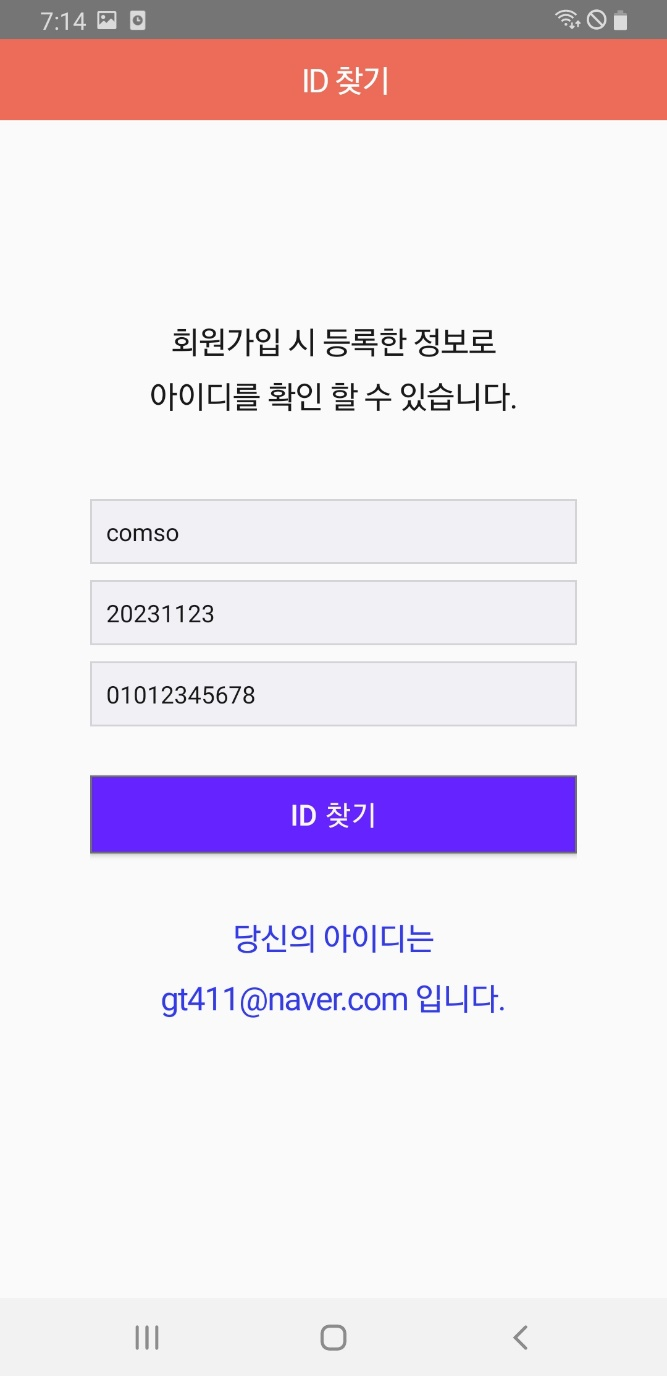 7:14
ID 찾기
회원가입 시 등록한 정보로
아이디를 확인 할 수 있습니다.
comso
20231123
01012345678
ID 찾기
당신의 아이디는
gt411@naver.com 입니다.